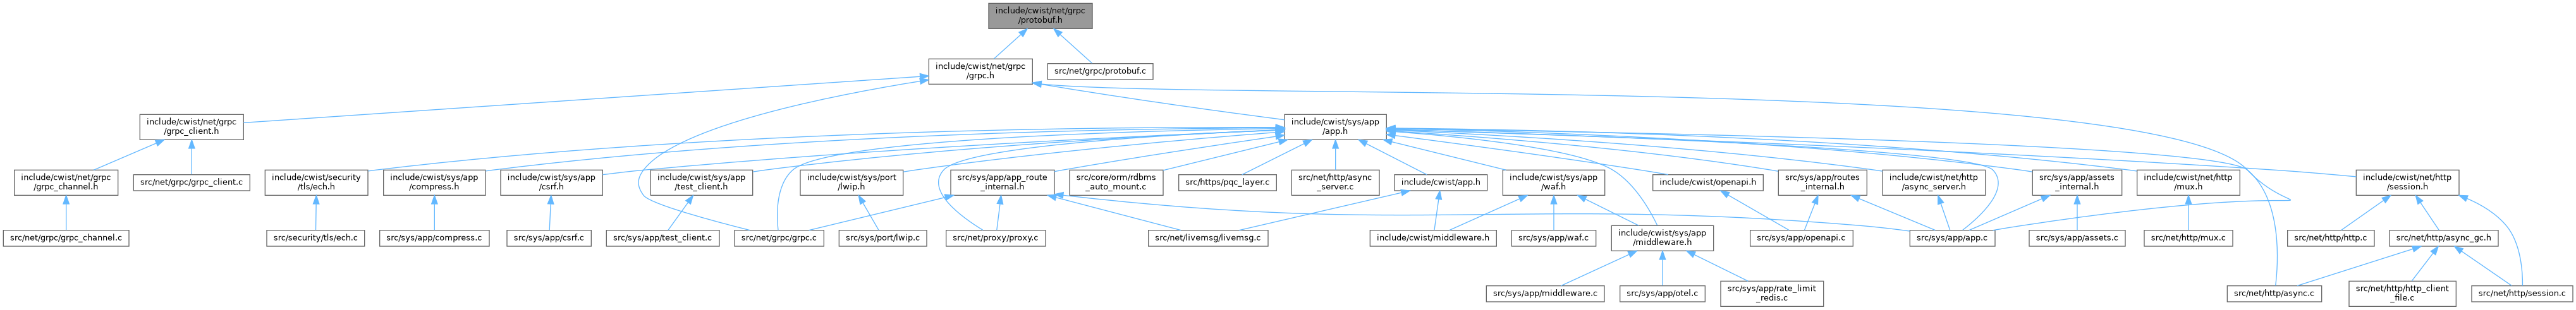 include/cwist/net/grpc
/protobuf.h
include/cwist/net/grpc
/grpc.h
src/net/grpc/protobuf.c
include/cwist/net/grpc
/grpc_client.h
include/cwist/sys/app
/app.h
include/cwist/net/grpc
/grpc_channel.h
src/net/grpc/grpc_client.c
include/cwist/security
/tls/ech.h
include/cwist/sys/app
/compress.h
include/cwist/sys/app
/csrf.h
include/cwist/sys/app
/test_client.h
include/cwist/sys/port
/lwip.h
src/sys/app/app_route
_internal.h
src/core/orm/rdbms
_auto_mount.c
src/https/pqc_layer.c
src/net/http/async
_server.c
include/cwist/app.h
include/cwist/sys/app
/waf.h
include/cwist/openapi.h
src/sys/app/routes
_internal.h
include/cwist/net/http
/async_server.h
src/sys/app/assets
_internal.h
include/cwist/net/http
/mux.h
include/cwist/net/http
/session.h
src/net/grpc/grpc_channel.c
src/security/tls/ech.c
src/sys/app/compress.c
src/sys/app/csrf.c
src/sys/app/test_client.c
src/net/grpc/grpc.c
src/sys/port/lwip.c
src/net/proxy/proxy.c
src/net/livemsg/livemsg.c
include/cwist/middleware.h
src/sys/app/waf.c
include/cwist/sys/app
/middleware.h
src/sys/app/openapi.c
src/sys/app/app.c
src/sys/app/assets.c
src/net/http/mux.c
src/net/http/http.c
src/net/http/async_gc.h
src/sys/app/middleware.c
src/sys/app/otel.c
src/sys/app/rate_limit
_redis.c
src/net/http/async.c
src/net/http/http_client
_file.c
src/net/http/session.c